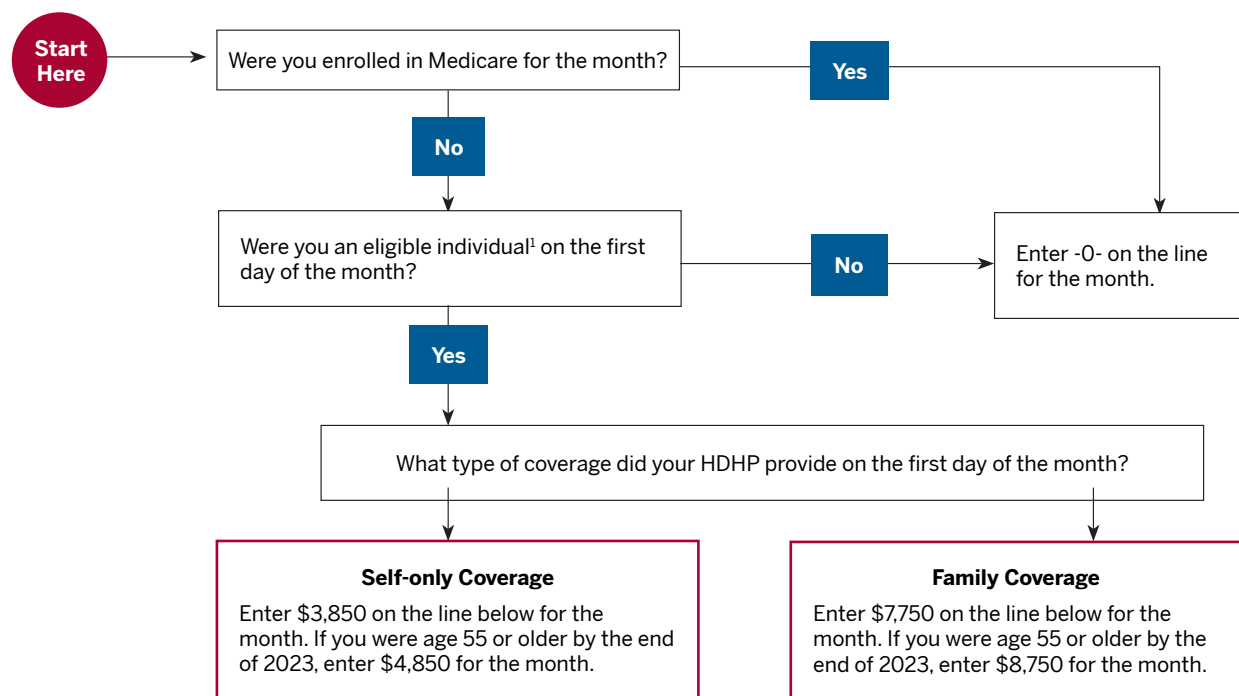 Start
Here
Were you enrolled in Medicare for the month?
Yes
No
Were you an eligible individual¹ on the first
day of the month?
No
Enter -0- on the line
for the month.
Yes
What type of coverage did your HDHP provide on the first day of the month?
Self-only Coverage
Enter $3,850 on the line below for the
month. If you were age 55 or older by the end
of 2023, enter $4,850 for the month.
Family Coverage
Enter $7,750 on the line below for the
month. If you were age 55 or older by the
end of 2023, enter $8,750 for the month.